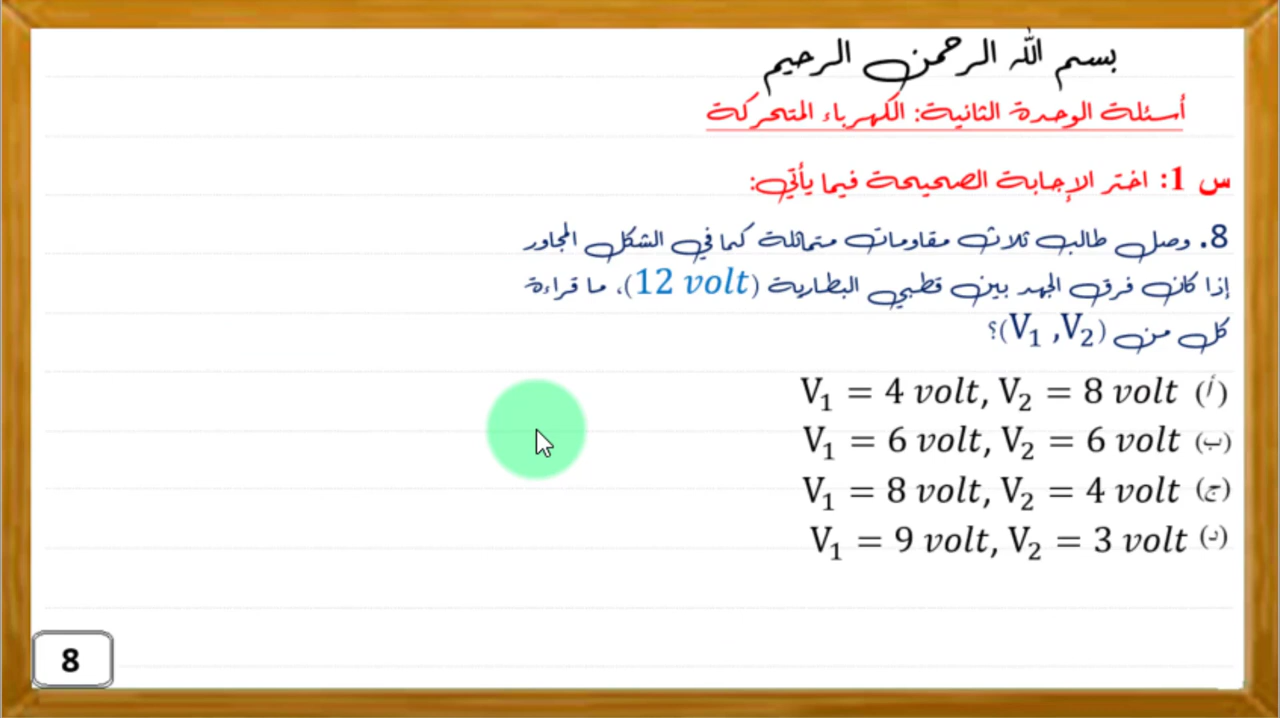 بسم الله الرحمن الرحيم
أسئلة الوحدة الثانية: الكهرباء المتحركة
س 1: اختر الإجابة الصحيحة فيما يأتي:
8. وصل طالب ثلاث مقاومات متماثلة كما في الشكل المجاور
إذا كان فرق الجهد بين قطبي البطارية (12 volt)، ما قراءة
كل من (V₁ ,V₂)؟
(أ) V₁ = 4 volt, V₂ = 8 volt
(ب) V₁ = 6 volt, V₂ = 6 volt
(ج) V₁ = 8 volt, V₂ = 4 volt
(د) V₁ = 9 volt, V₂ = 3 volt
8